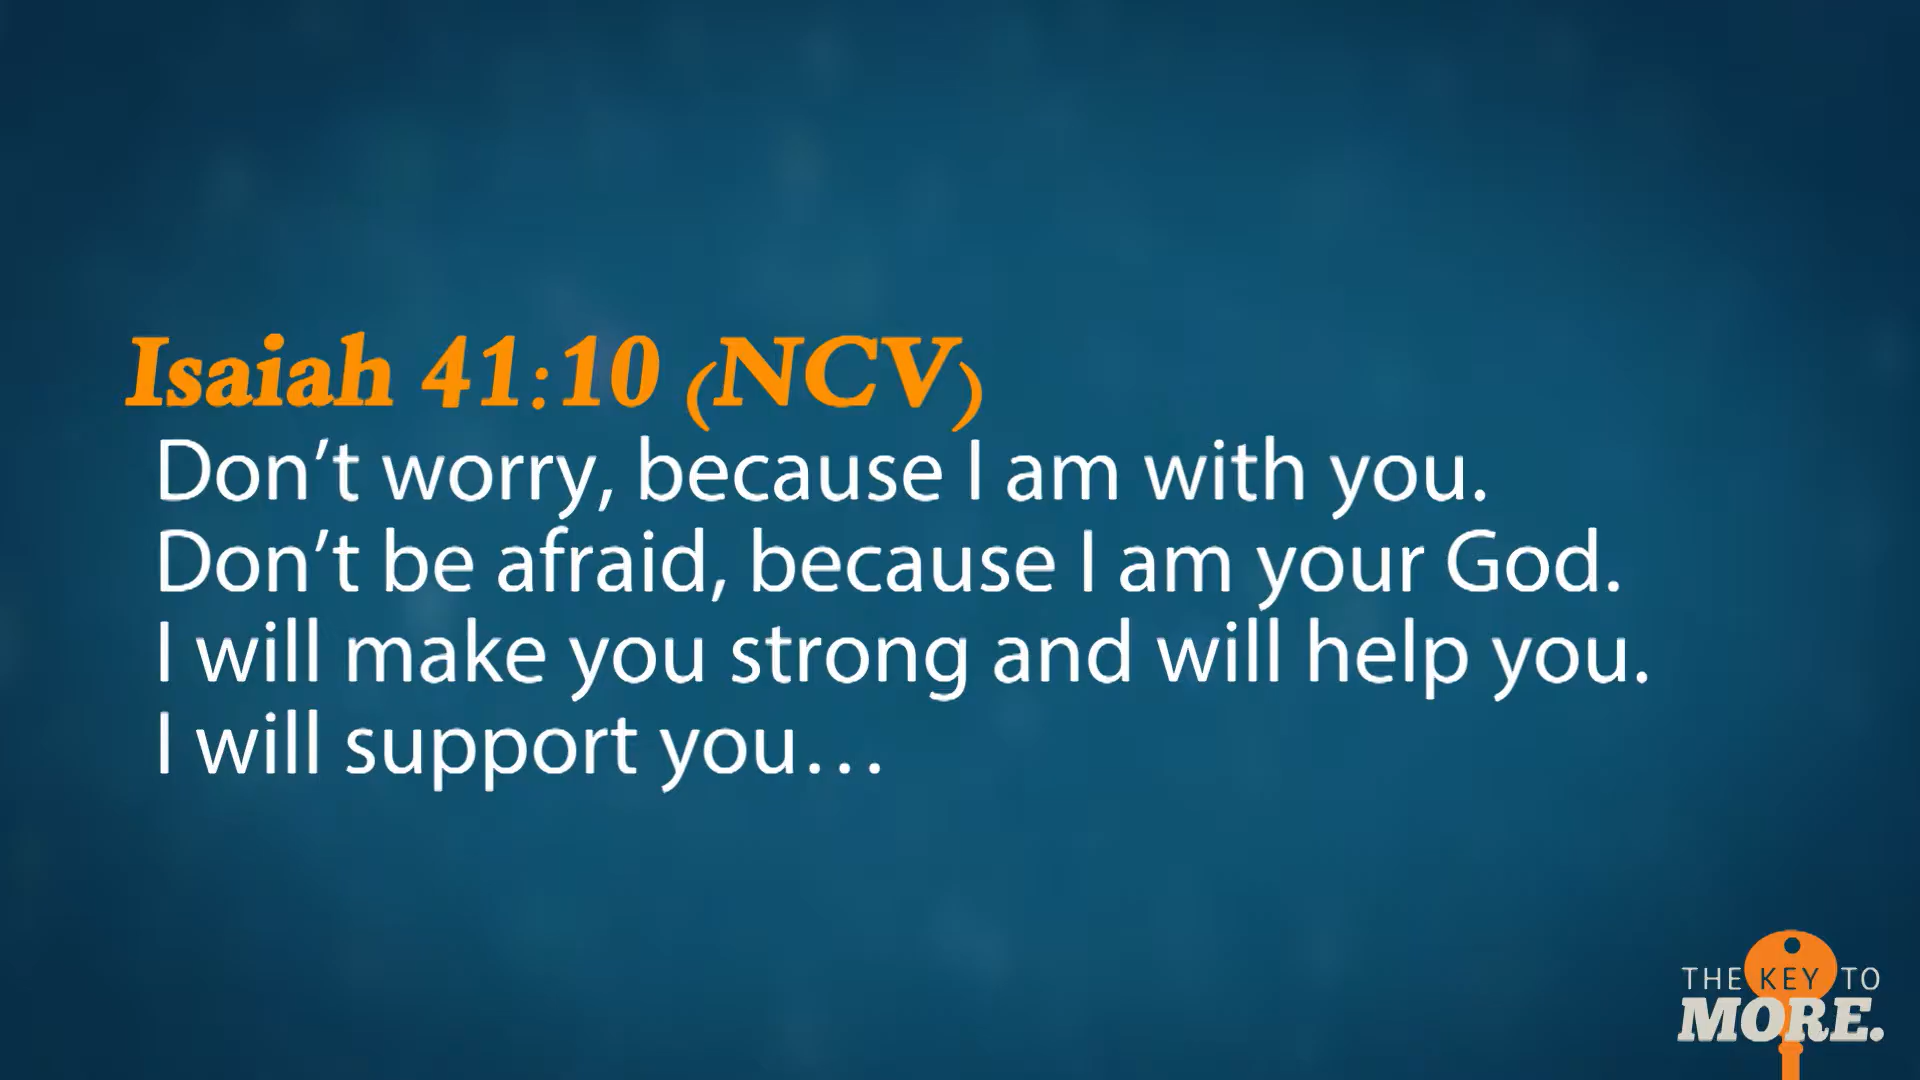 Isaiah 41:10 (NCV)
Don’t worry, because I am with you.
Don’t be afraid, because I am your God.
I will make you strong and will help you.
I will support you…
THE KEY TO
MORE.